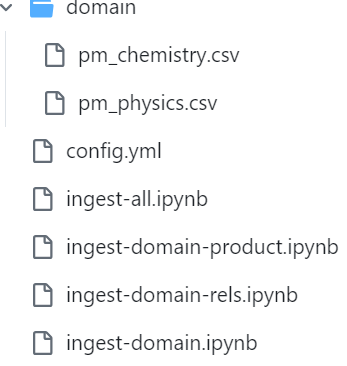 domain
pm_chemistry.csv
pm_physics.csv
config.yml
ingest-all.ipynb
ingest-domain-product.ipynb
ingest-domain-rels.ipynb
ingest-domain.ipynb